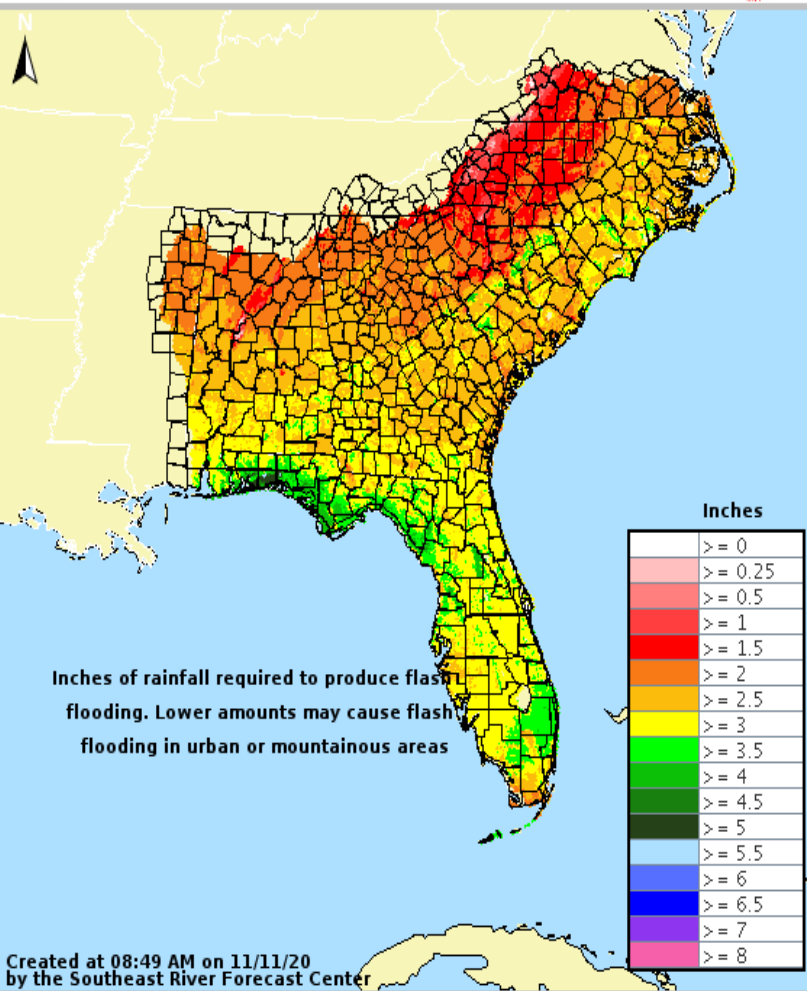 N
Inches of rainfall required to produce flash
flooding. Lower amounts may cause flash
flooding in urban or mountainous areas
Inches
>= 0
>= 0.25
>= 0.5
>= 1
>= 1.5
>= 2
>= 2.5
>= 3
>= 3.5
>= 4
>= 4.5
>= 5
>= 5.5
>= 6
>= 6.5
>= 7
>= 8
Created at 08:49 AM on 11/11/20
by the Southeast River Forecast Center